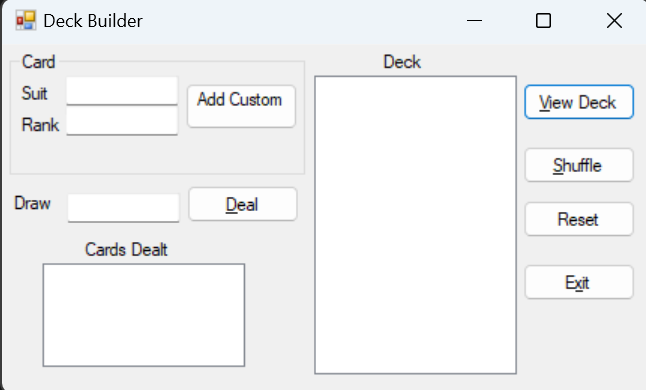 Deck Builder
Card
Suit
Rank
Add Custom
Draw
Deal
Cards Dealt
Deck
View Deck
Shuffle
Reset
Exit